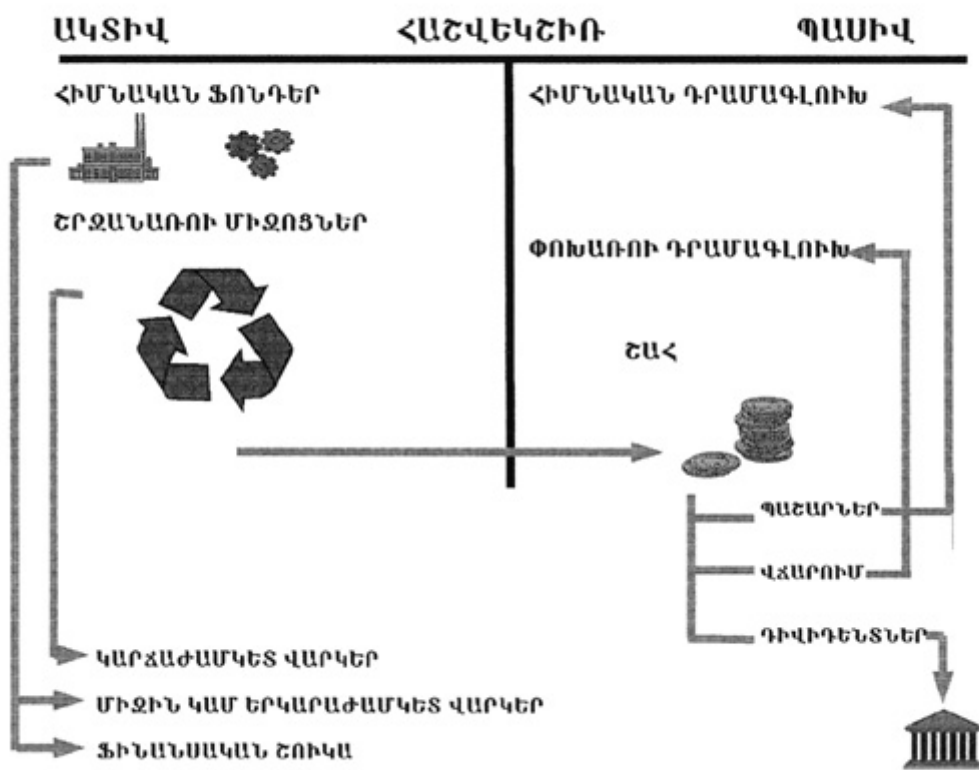 ԱԿՏԻՎ ՀԱՇՎԵԿՇԻՌ ՊԱՍԻՎ
ՀԻՄՆԱԿԱՆ ՖՈՆԴԵՐ
ՀԻՄՆԱԿԱՆ ԴՐԱՄԱԳԼՈՒԽ
ՇՐՋԱՆԱՌՈՒ ՄԻՋՈՑՆԵՐ
ՓՈԽԱՌՈՒ ԴՐԱՄԱԳԼՈՒԽ
ՇԱՀ
ՊԱՇԱՐՆԵՐ
ՎՃԱՐՈՒՄ
ԴԻՎԻԴԵՆՏՆԵՐ
ԿԱՐՃԱԺԱՄԿԵՏ ՎԱՐԿԵՐ
ՄԻՋԻՆ ԿԱՄ ԵՐԿԱՐԱԺԱՄԿԵՏ ՎԱՐԿԵՐ
ՖԻՆԱՆՍԱԿԱՆ ՇՈՒԿԱ